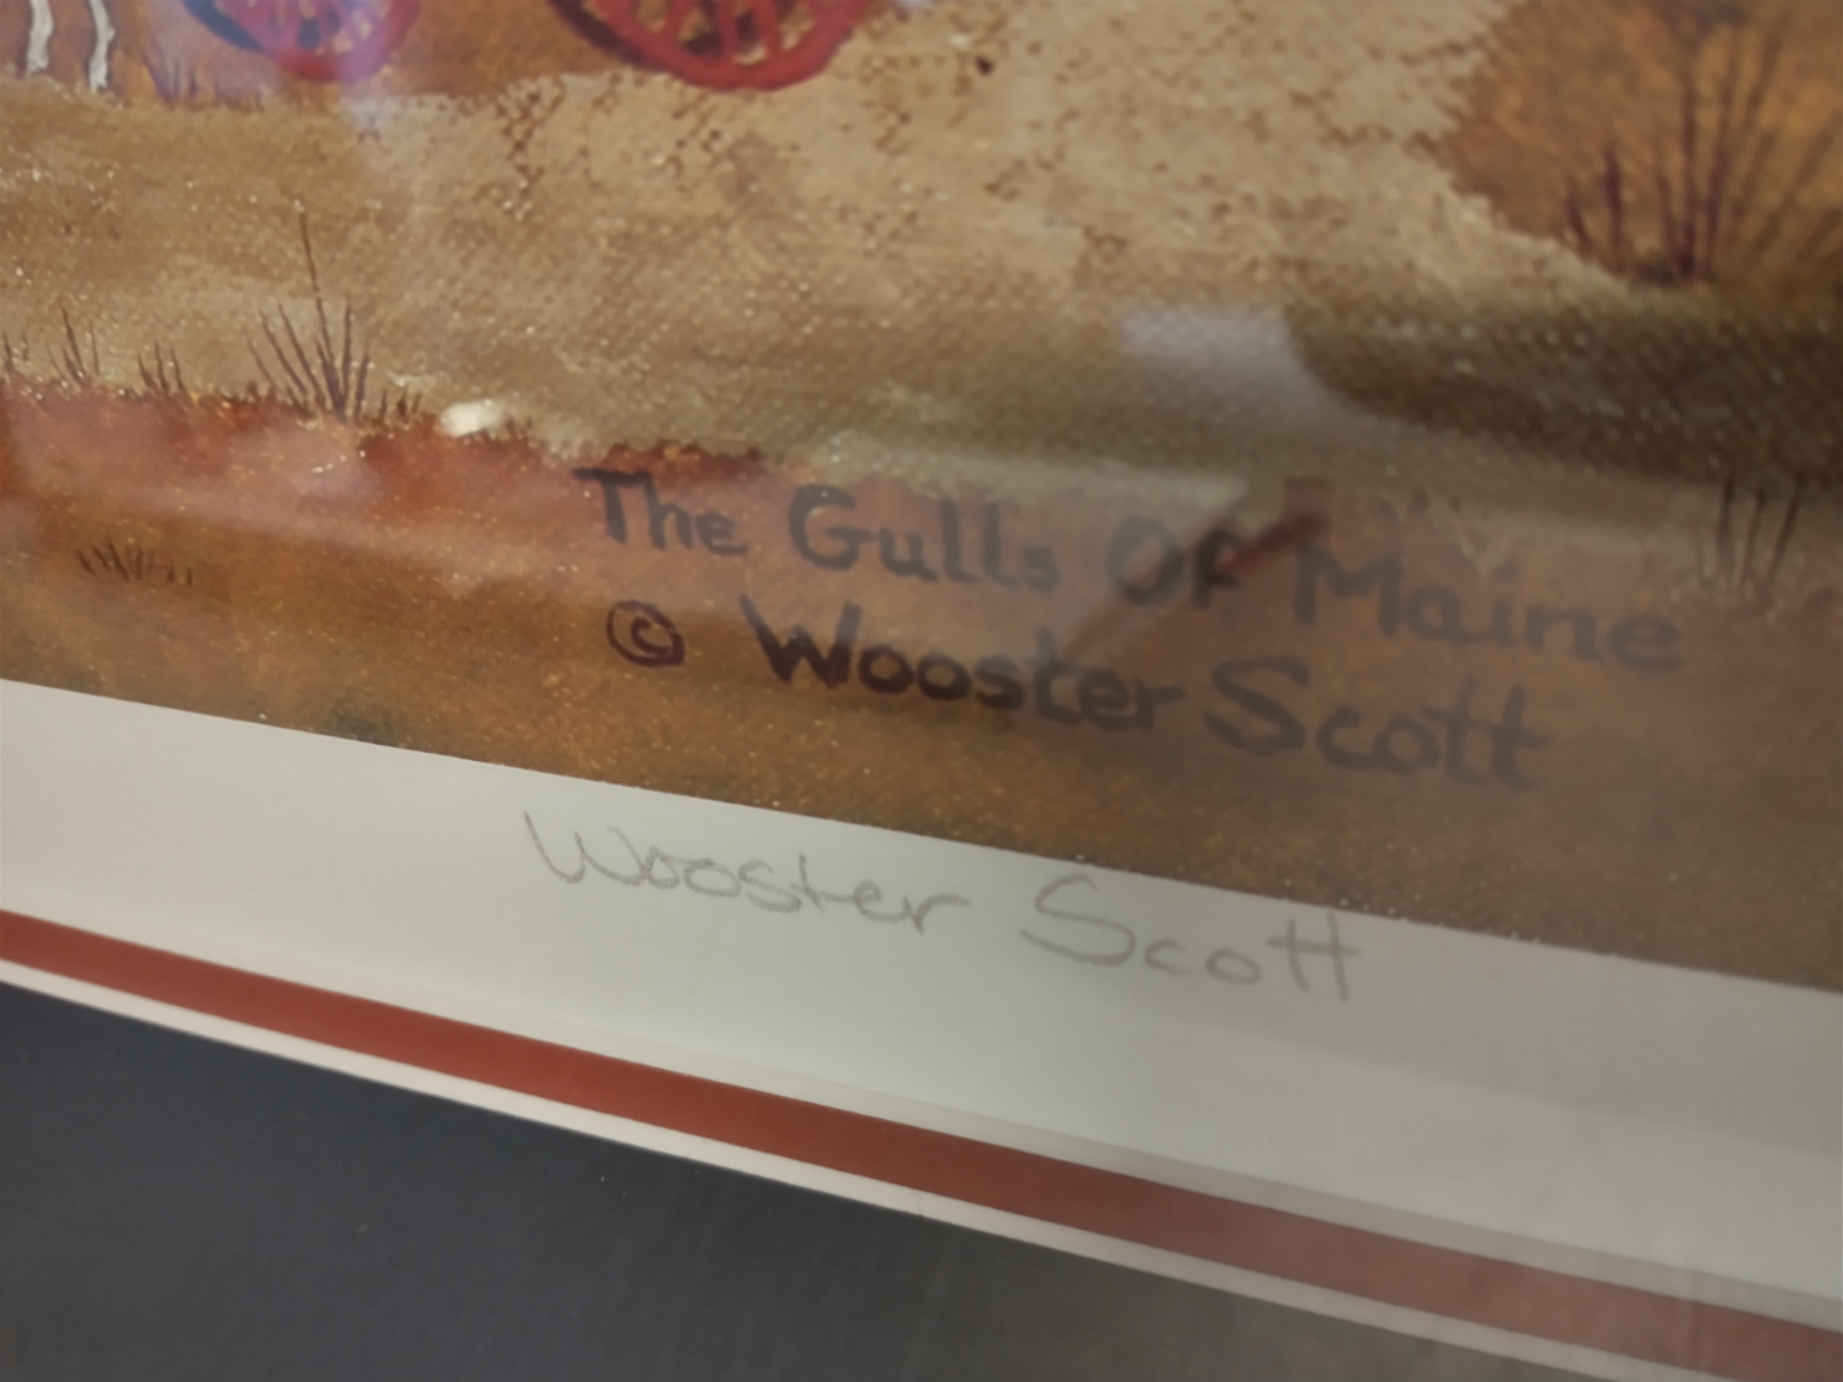 The Gulls Of Maine
© Wooster Scott
Wooster Scott